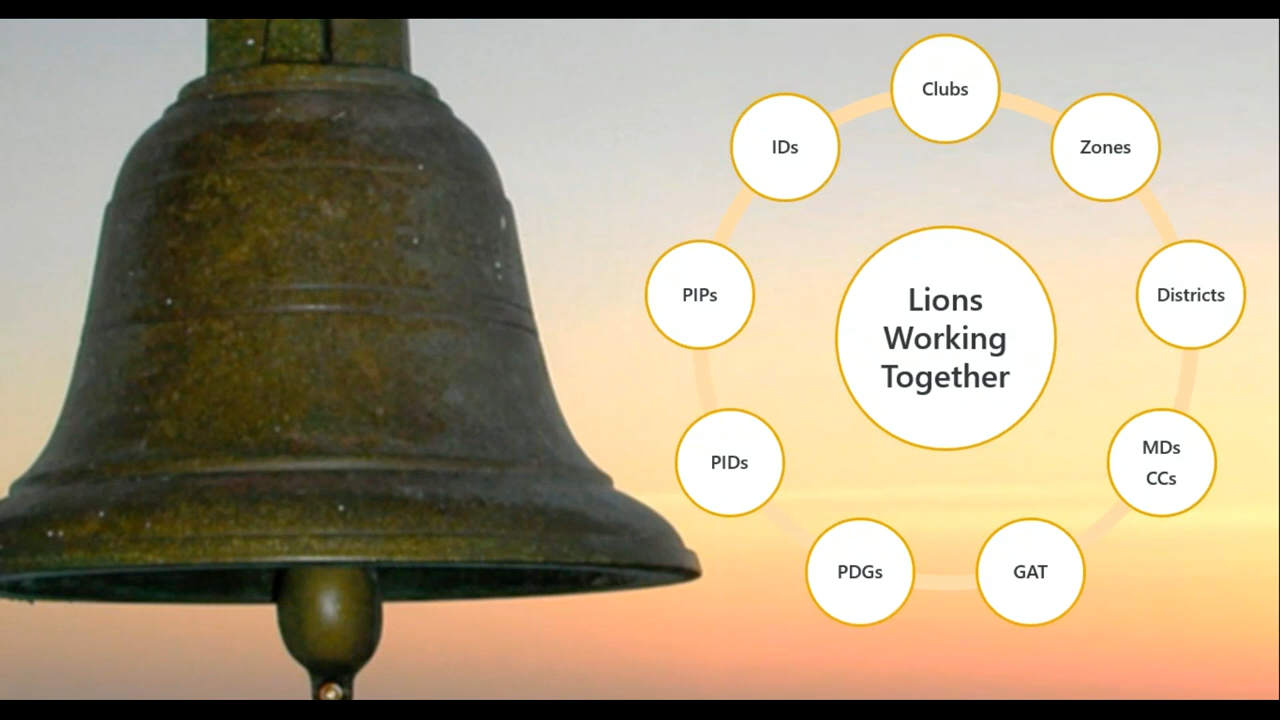 Clubs
IDs
Zones
PIPs
Lions
Working
Together
Districts
PIDs
MDs
CCs
PDGs
GAT